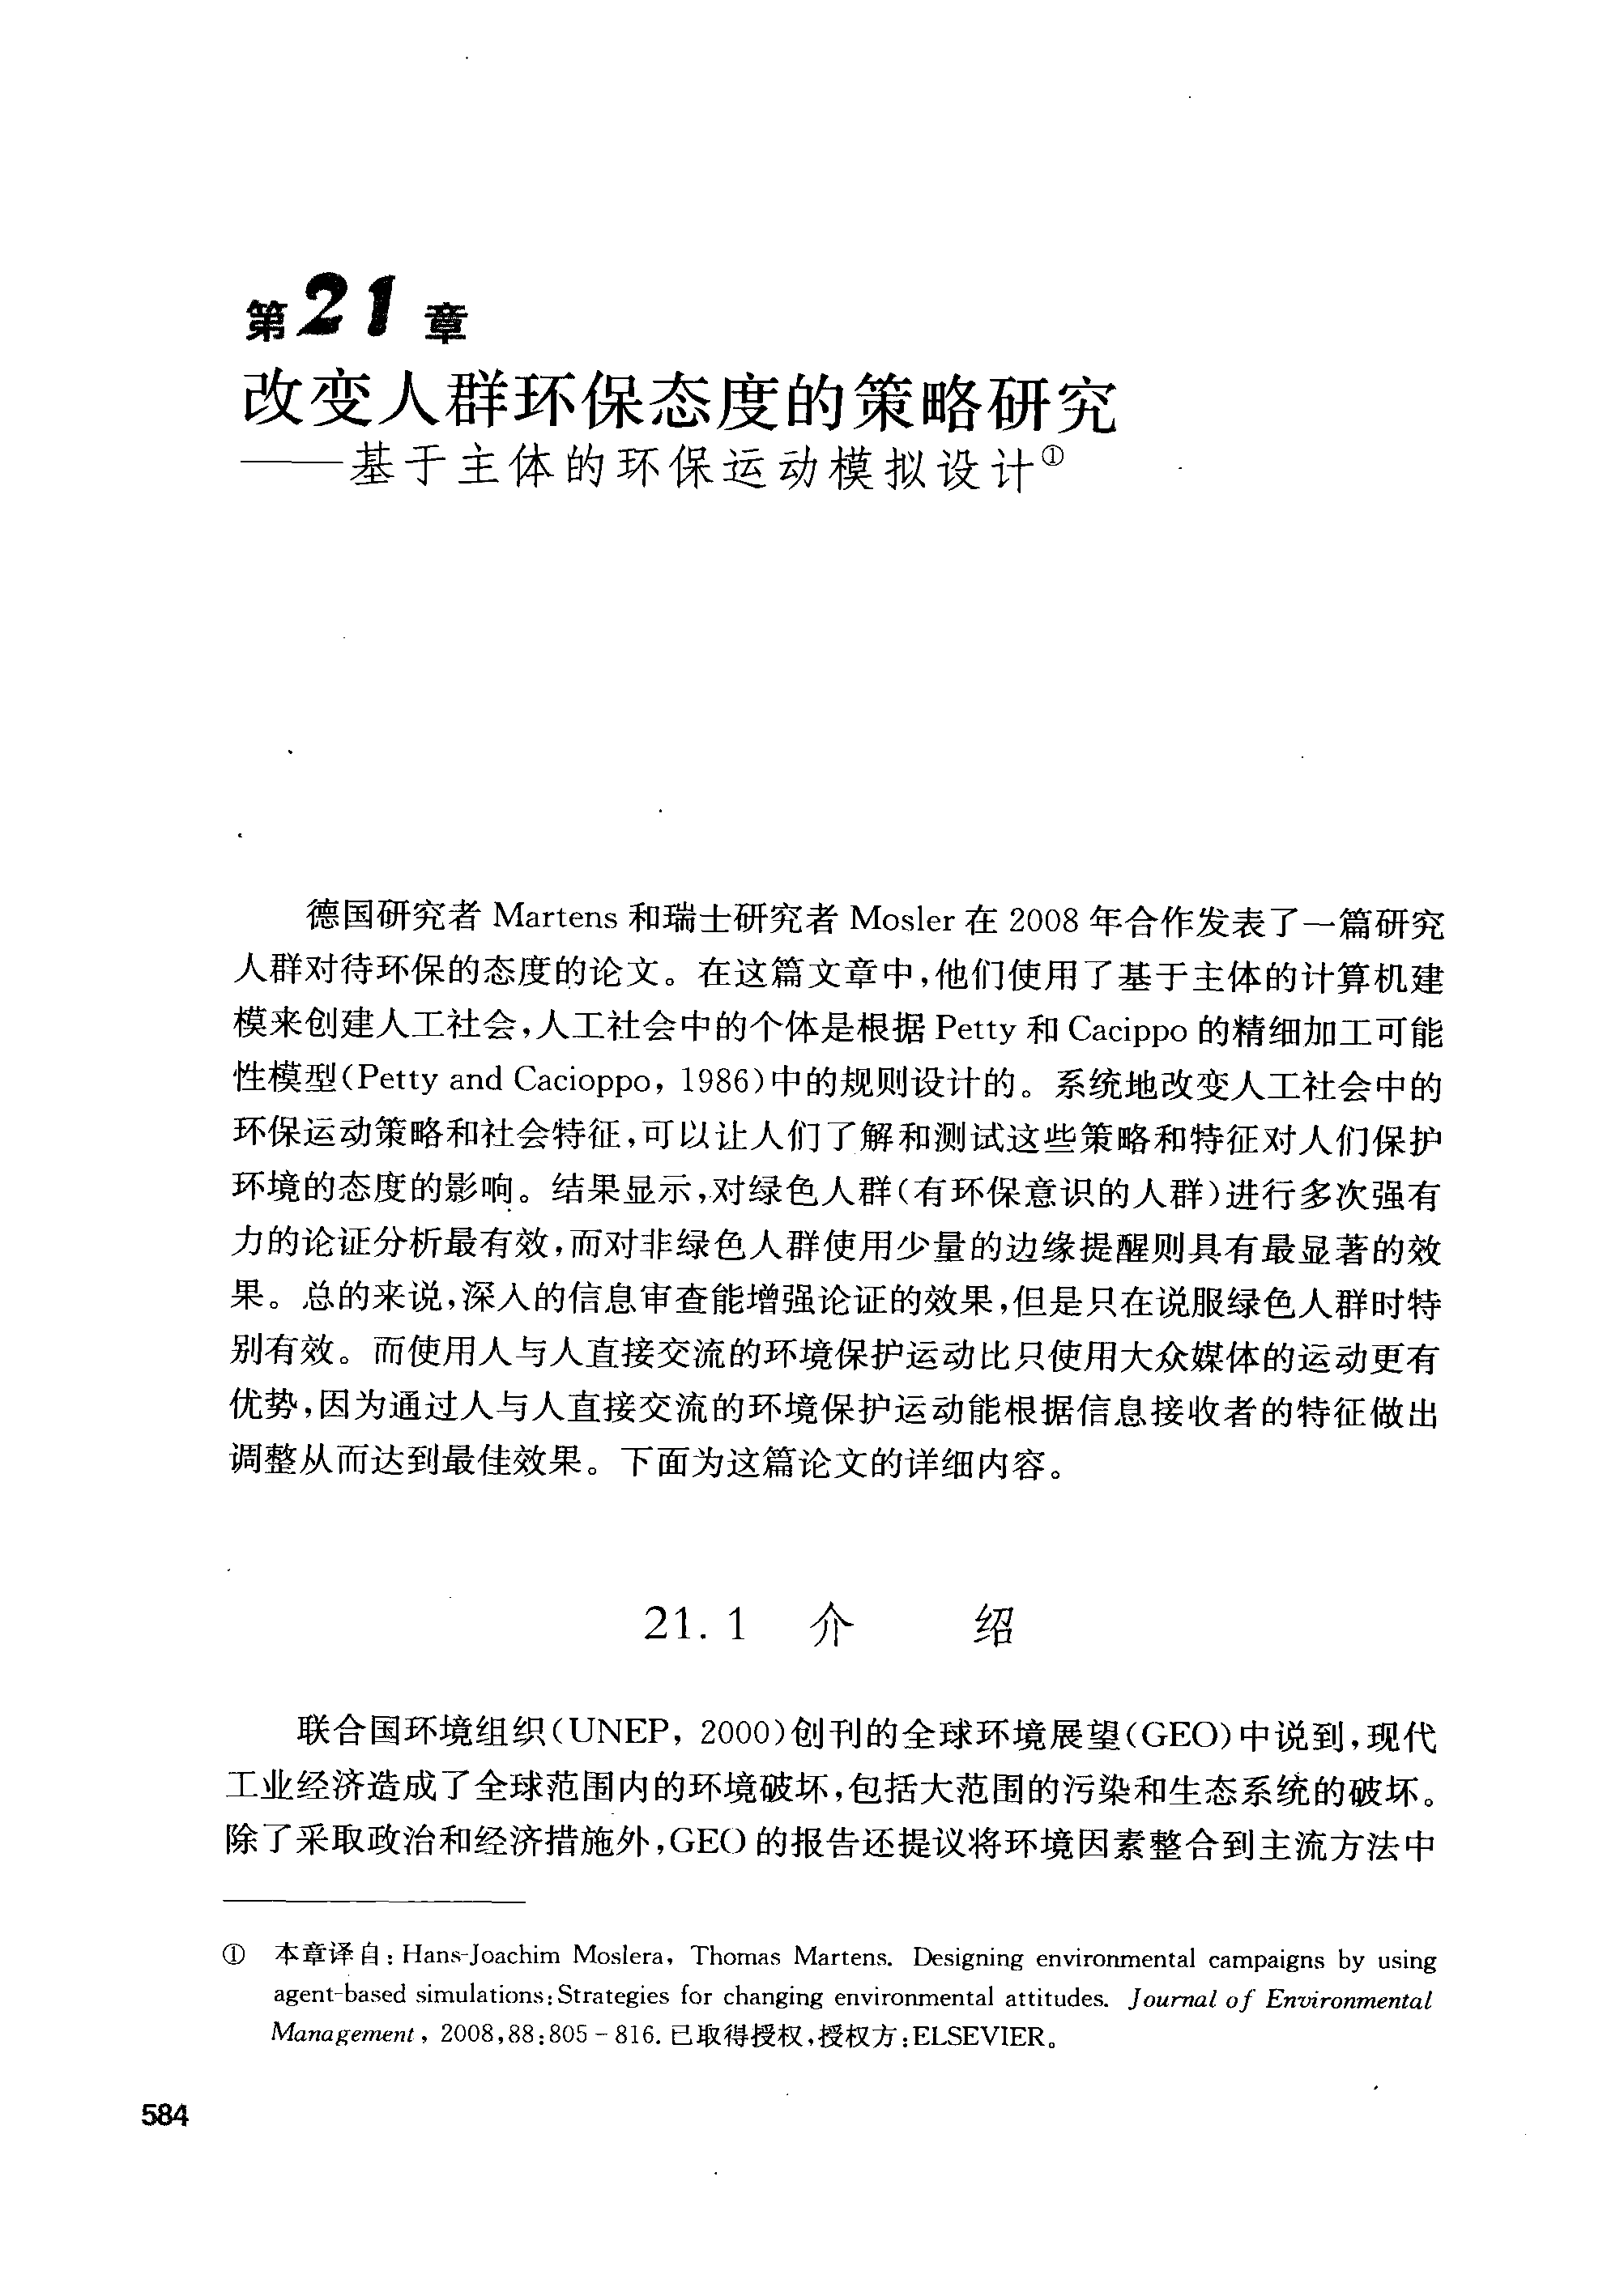 第21章
改变人群环保态度的策略研究
——基于主体的环保运动模拟设计①
德国研究者 Martens 和瑞士研究者 Mosler 在 2008 年合作发表了一篇研究
人群对待环保的态度的论文。在这篇文章中,他们使用了基于主体的计算机建
模来创建人工社会,人工社会中的个体是根据 Petty 和 Cacippo 的精细加工可能
性模型(Petty and Cacioppo, 1986)中的规则设计的。系统地改变人工社会中的
环保运动策略和社会特征,可以让人们了解和测试这些策略和特征对人们保护
环境的态度的影响。结果显示,对绿色人群(有环保意识的人群)进行多次强有
力的论证分析最有效,而对非绿色人群使用少量的边缘提醒则具有最显著的效
果。总的来说,深入的信息审查能增强论证的效果,但是只在说服绿色人群时特
别有效。而使用人与人直接交流的环境保护运动比只使用大众媒体的运动更有
优势,因为通过人与人直接交流的环境保护运动能根据信息接收者的特征做出
调整从而达到最佳效果。下面为这篇论文的详细内容。
21.1 介 绍
联合国环境组织(UNEP, 2000)创刊的全球环境展望(GEO)中说到,现代
工业经济造成了全球范围内的环境破坏,包括大范围的污染和生态系统的破坏。
除了采取政治和经济措施外,GEO 的报告还提议将环境因素整合到主流方法中
① 本章译自: Hans-Joachim Moslera, Thomas Martens. Designing environmental campaigns by using
agent-based simulations: Strategies for changing environmental attitudes. Journal of Environmental
Management, 2008,88:805-816. 已取得授权,授权方:ELSEVIER。
584